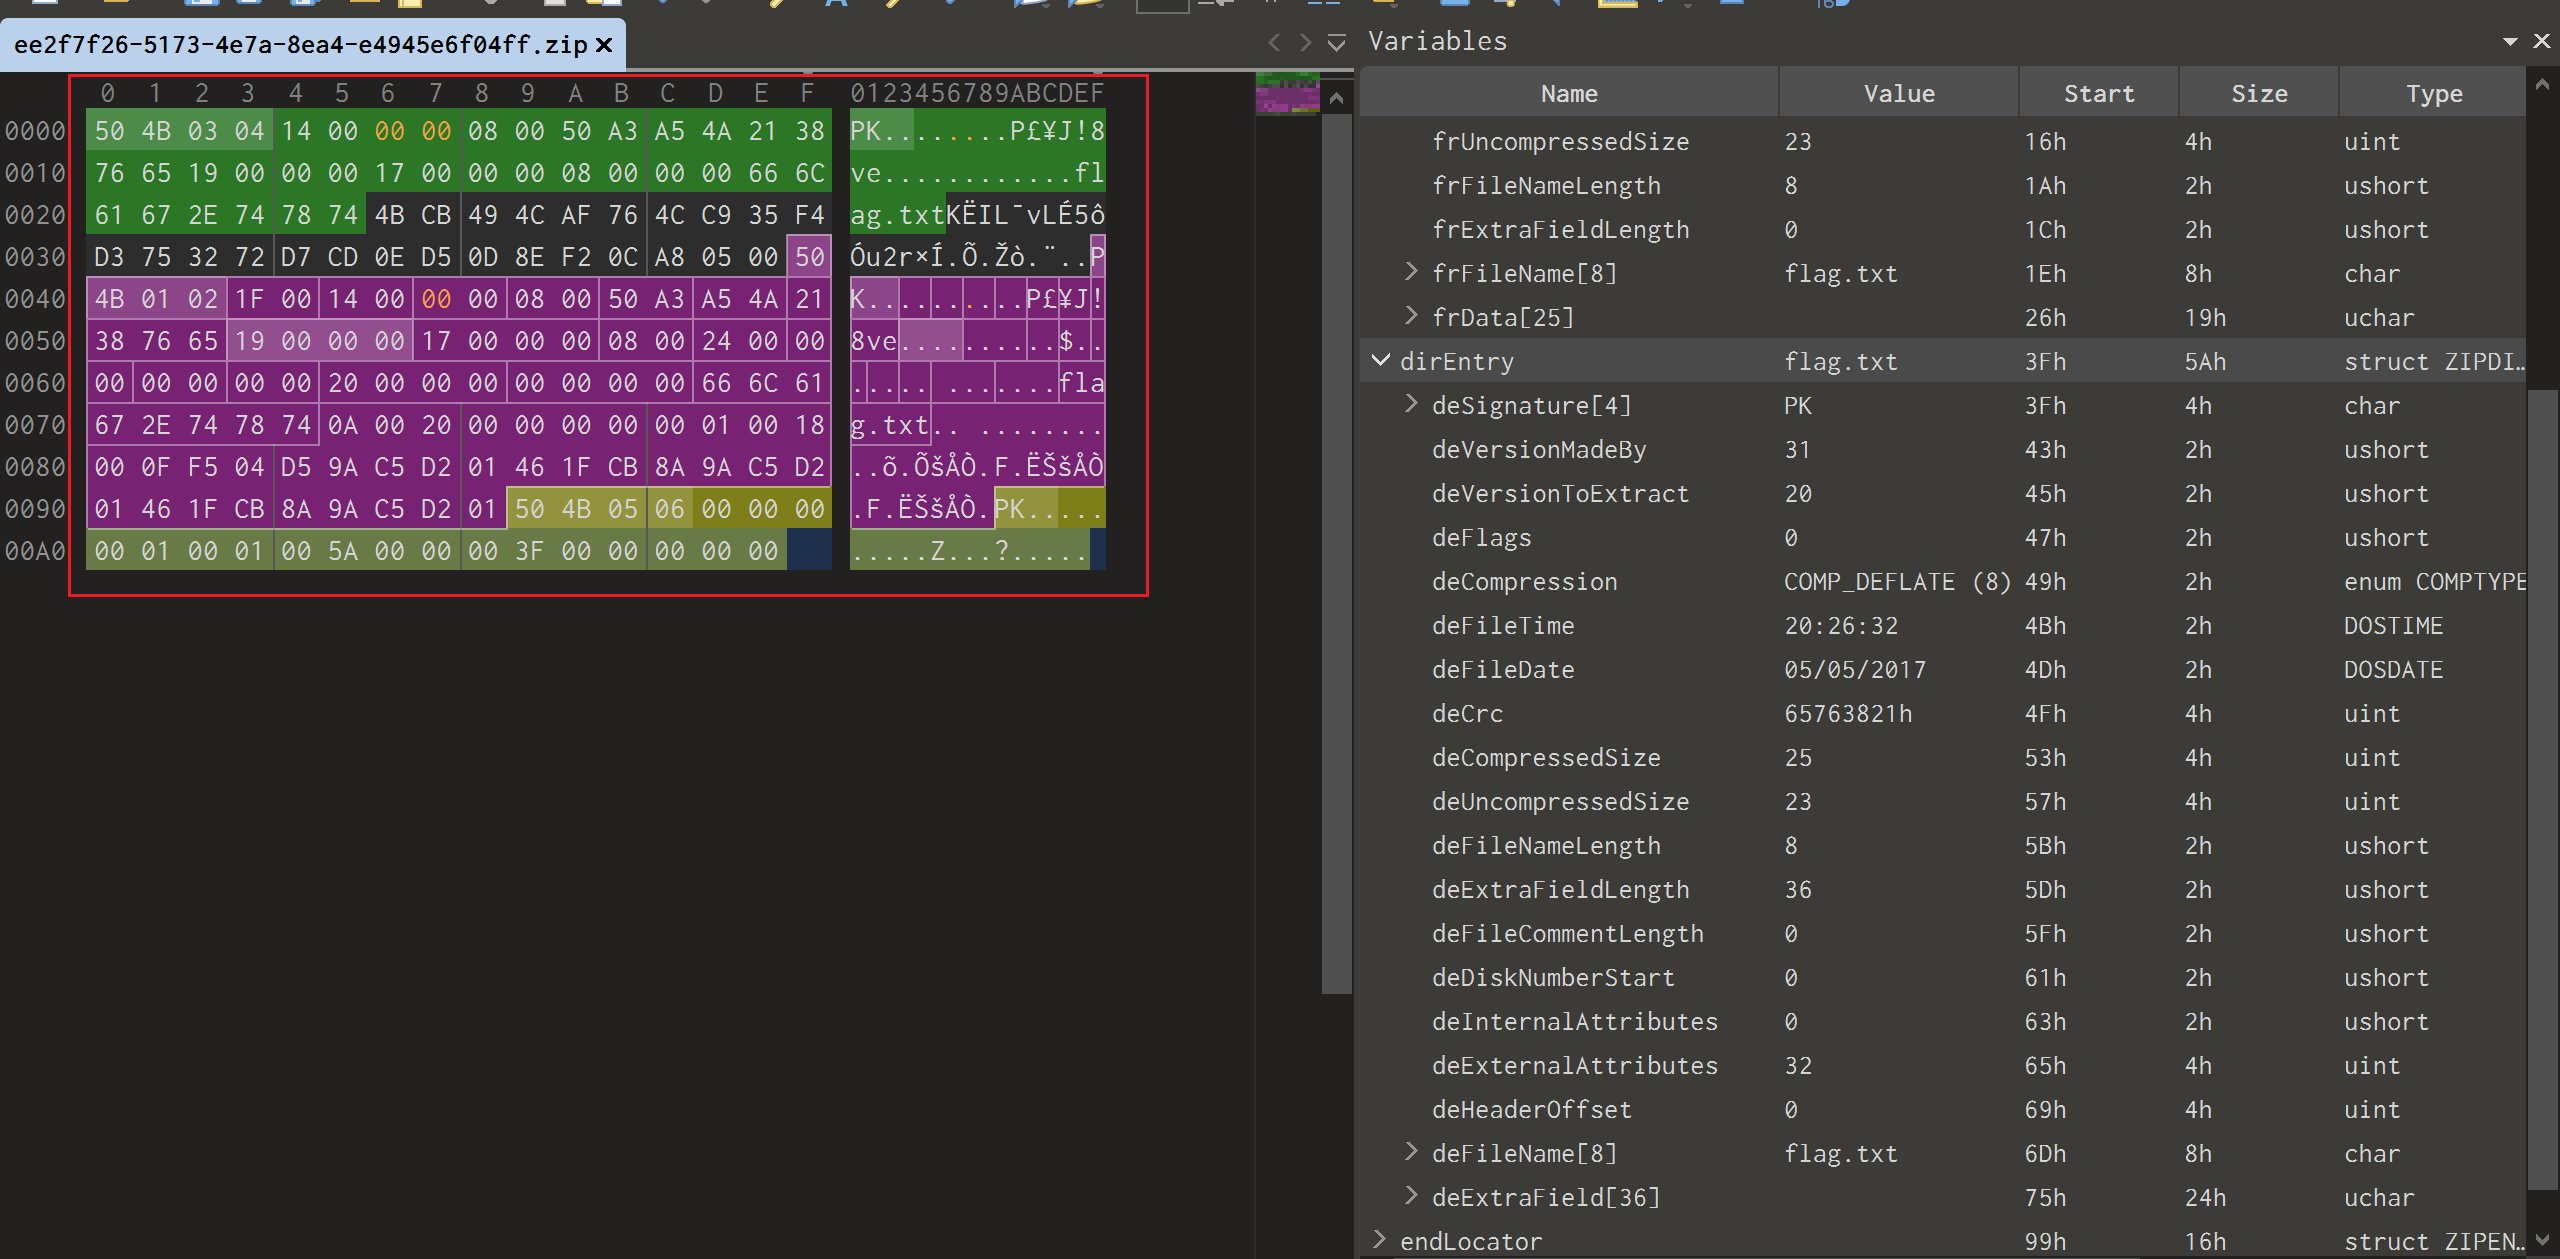 ee2f7f26-5173-4e7a-8ea4-e4945e6f04ff.zip
0 1 2 3 4 5 6 7 8 9 A B C D E F 0123456789ABCDEF
0000 50 4B 03 04 14 00 00 00 08 00 50 A3 A5 4A 21 38 PK........P£¥J!8
0010 76 65 19 00 00 00 17 00 00 00 08 00 00 00 66 6C ve............fl
0020 61 67 2E 74 78 74 4B CB 49 4C AF 76 4C C9 35 F4 ag.txtKËIL¯vLÉ5ô
0030 D3 75 32 72 D7 CD 0E D5 0D 8E F2 0C A8 05 00 50 Óu2r×Í.Õ.Žò.¨..P
0040 4B 01 02 1F 00 14 00 00 00 08 00 50 A3 A5 4A 21 K..........P£¥J!
0050 38 76 65 19 00 00 00 17 00 00 00 08 00 24 00 00 8ve..........$..
0060 00 00 00 00 00 20 00 00 00 00 00 00 00 66 6C 61 ..... .......fla
0070 67 2E 74 78 74 0A 00 20 00 00 00 00 00 01 00 18 g.txt.. ........
0080 00 0F F5 04 D5 9A C5 D2 01 46 1F CB 8A 9A C5 D2 ..õ.ÕšÅÒ.F.ËŠšÅÒ
0090 01 46 1F CB 8A 9A C5 D2 01 50 4B 05 06 00 00 00 .F.ËŠšÅÒ.PK.....
00A0 00 01 00 01 00 5A 00 00 00 3F 00 00 00 00 00 .....Z...?.....
Variables
Name Value Start Size Type
frUncompressedSize 23 16h 4h uint
frFileNameLength 8 1Ah 2h ushort
frExtraFieldLength 0 1Ch 2h ushort
frFileName[8] flag.txt 1Eh 8h char
frData[25] 26h 19h uchar
dirEntry flag.txt 3Fh 5Ah struct ZIPDI…
deSignature[4] PK 3Fh 4h char
deVersionMadeBy 31 43h 2h ushort
deVersionToExtract 20 45h 2h ushort
deFlags 0 47h 2h ushort
deCompression COMP_DEFLATE (8) 49h 2h enum COMPTYPE
deFileTime 20:26:32 4Bh 2h DOSTIME
deFileDate 05/05/2017 4Dh 2h DOSDATE
deCrc 65763821h 4Fh 4h uint
deCompressedSize 25 53h 4h uint
deUncompressedSize 23 57h 4h uint
deFileNameLength 8 5Bh 2h ushort
deExtraFieldLength 36 5Dh 2h ushort
deFileCommentLength 0 5Fh 2h ushort
deDiskNumberStart 0 61h 2h ushort
deInternalAttributes 0 63h 2h ushort
deExternalAttributes 32 65h 4h uint
deHeaderOffset 0 69h 4h uint
deFileName[8] flag.txt 6Dh 8h char
deExtraField[36] 75h 24h uchar
endLocator 99h 16h struct ZIPEN…